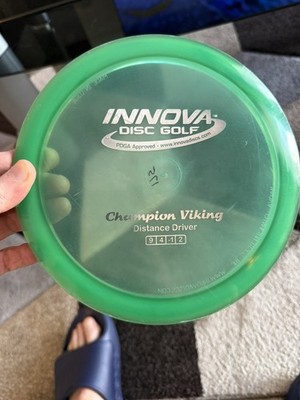 INNOVA
DISC GOLF
PDGA Approved • www.innovadiscs.com
Champion Viking
Distance Driver
9 4 -1 2